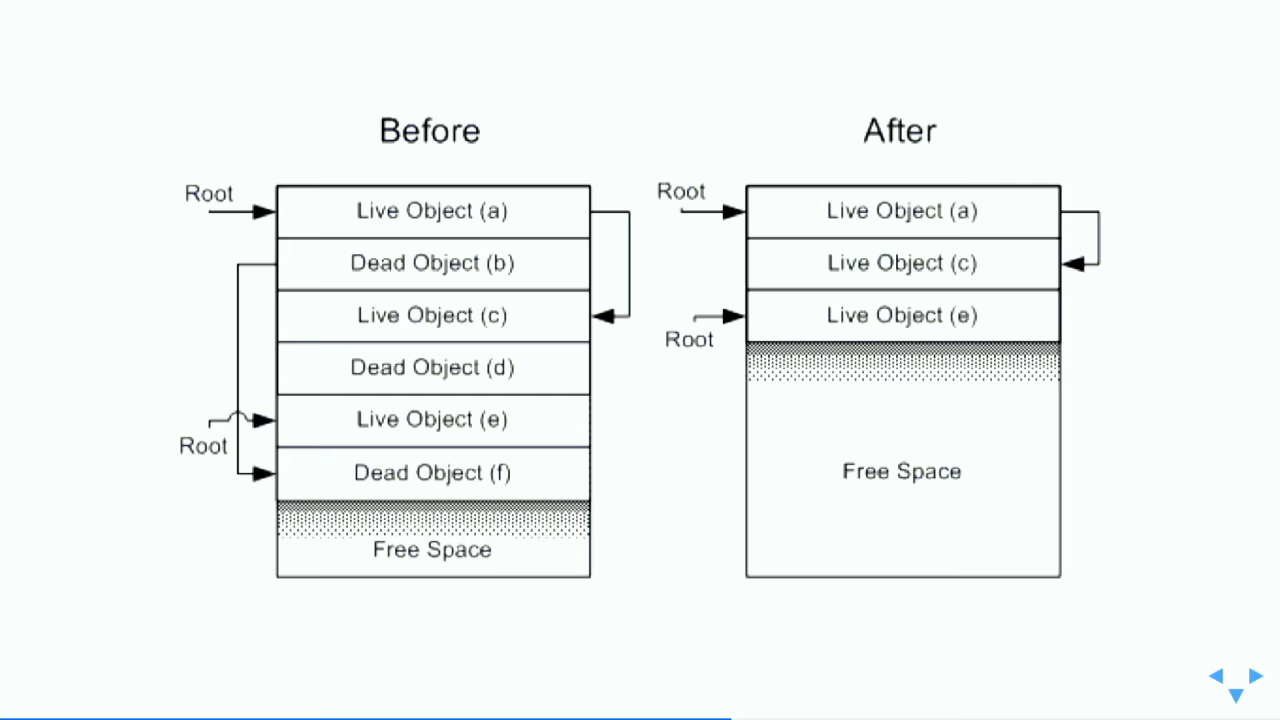 Before
Root
Live Object (a)
Dead Object (b)
Live Object (c)
Dead Object (d)
Live Object (e)
Root
Dead Object (f)
Free Space
After
Root
Live Object (a)
Live Object (c)
Live Object (e)
Root
Free Space